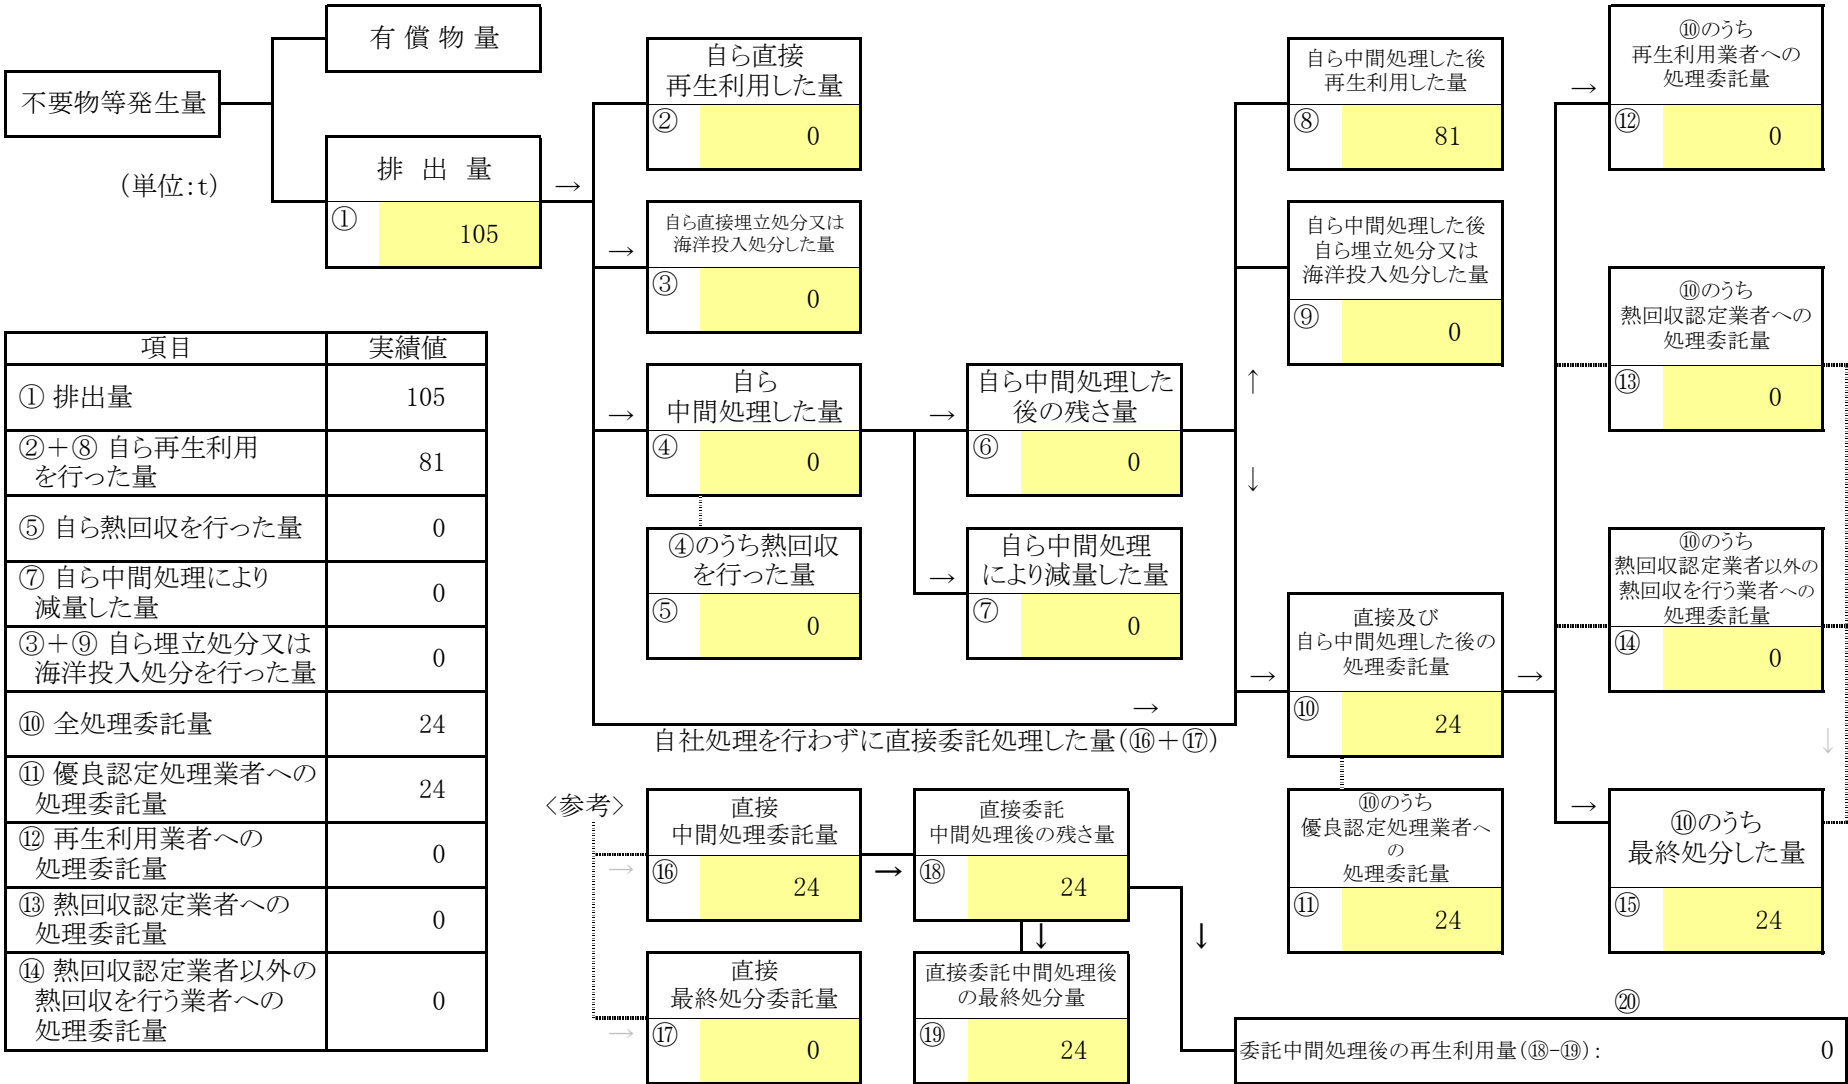 有 償 物 量
不要物等発生量
排 出 量
① 105
(単位:t)
→
自ら直接
再生利用した量
② 0
→
自ら直接埋立処分又は
海洋投入処分した量
③ 0
→
自ら
中間処理した量
④ 0
④のうち熱回収
を行った量
⑤ 0
→
自ら中間処理した
後の残さ量
⑥ 0
→
自ら中間処理
により減量した量
⑦ 0
自ら中間処理した後
再生利用した量
⑧ 81
自ら中間処理した後
自ら埋立処分又は
海洋投入処分した量
⑨ 0
↑
↓
→
自社処理を行わずに直接委託処理した量(⑯+⑰)
→
直接及び
自ら中間処理した後の
処理委託量
⑩ 24
⑩のうち
優良認定処理業者へ
の
処理委託量
⑪ 24
→
→
⑩のうち
再生利用業者への
処理委託量
⑫ 0
⑩のうち
熱回収認定業者への
処理委託量
⑬ 0
⑩のうち
熱回収認定業者以外の
熱回収を行う業者への
処理委託量
⑭ 0
↓
→
⑩のうち
最終処分した量
⑮ 24
項目 実績値
① 排出量 105
②+⑧ 自ら再生利用
を行った量 81
⑤ 自ら熱回収を行った量 0
⑦ 自ら中間処理により
減量した量 0
③+⑨ 自ら埋立処分又は
海洋投入処分を行った量 0
⑩ 全処理委託量 24
⑪ 優良認定処理業者への
処理委託量 24
⑫ 再生利用業者への
処理委託量 0
⑬ 熱回収認定業者への
処理委託量 0
⑭ 熱回収認定業者以外の
熱回収を行う業者への
処理委託量 0
<参考>
→
直接
中間処理委託量
⑯ 24
→
直接
最終処分委託量
⑰ 0
→
直接委託
中間処理後の残さ量
⑱ 24
↓
直接委託中間処理後
の最終処分量
⑲ 24
↓
⑳
委託中間処理後の再生利用量(⑱-⑲): 0